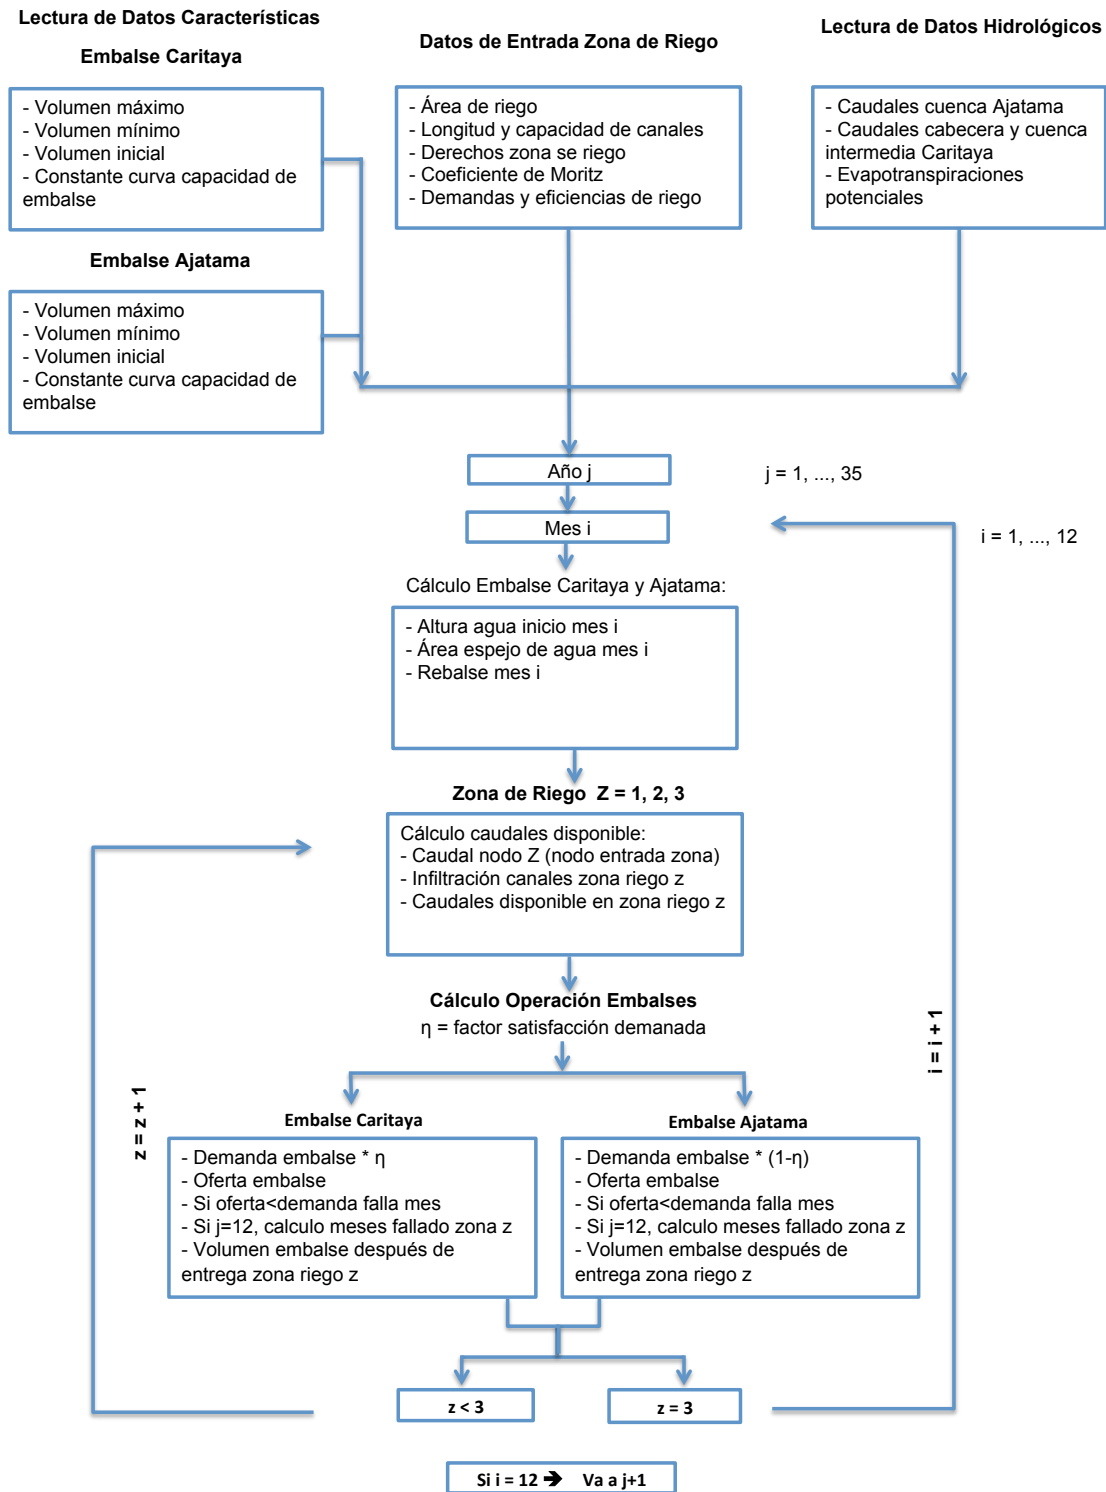 Lectura de Datos Características
Embalse Caritaya
- Volumen máximo
- Volumen mínimo
- Volumen inicial
- Constante curva capacidad de
embalse
Embalse Ajatama
- Volumen máximo
- Volumen mínimo
- Volumen inicial
- Constante curva capacidad de
embalse
Datos de Entrada Zona de Riego
- Área de riego
- Longitud y capacidad de canales
- Derechos zona se riego
- Coeficiente de Moritz
- Demandas y eficiencias de riego
Lectura de Datos Hidrológicos
- Caudales cuenca Ajatama
- Caudales cabecera y cuenca
intermedia Caritaya
- Evapotranspiraciones
potenciales
Año j
j = 1, ..., 35
Mes i
i = 1, ..., 12
Cálculo Embalse Caritaya y Ajatama:
- Altura agua inicio mes i
- Área espejo de agua mes i
- Rebalse mes i
Zona de Riego Z = 1, 2, 3
Cálculo caudales disponible:
- Caudal nodo Z (nodo entrada zona)
- Infiltración canales zona riego z
- Caudales disponible en zona riego z
Cálculo Operación Embalses
η = factor satisfacción demanada
z = z + 1
i = i + 1
Embalse Caritaya
- Demanda embalse * η
- Oferta embalse
- Si oferta<demanda falla mes
- Si j=12, calculo meses fallado zona z
- Volumen embalse después de
entrega zona riego z
Embalse Ajatama
- Demanda embalse * (1-η)
- Oferta embalse
- Si oferta<demanda falla mes
- Si j=12, calculo meses fallado zona z
- Volumen embalse después de
entrega zona riego z
z < 3
z = 3
Si i = 12 ➔ Va a j+1